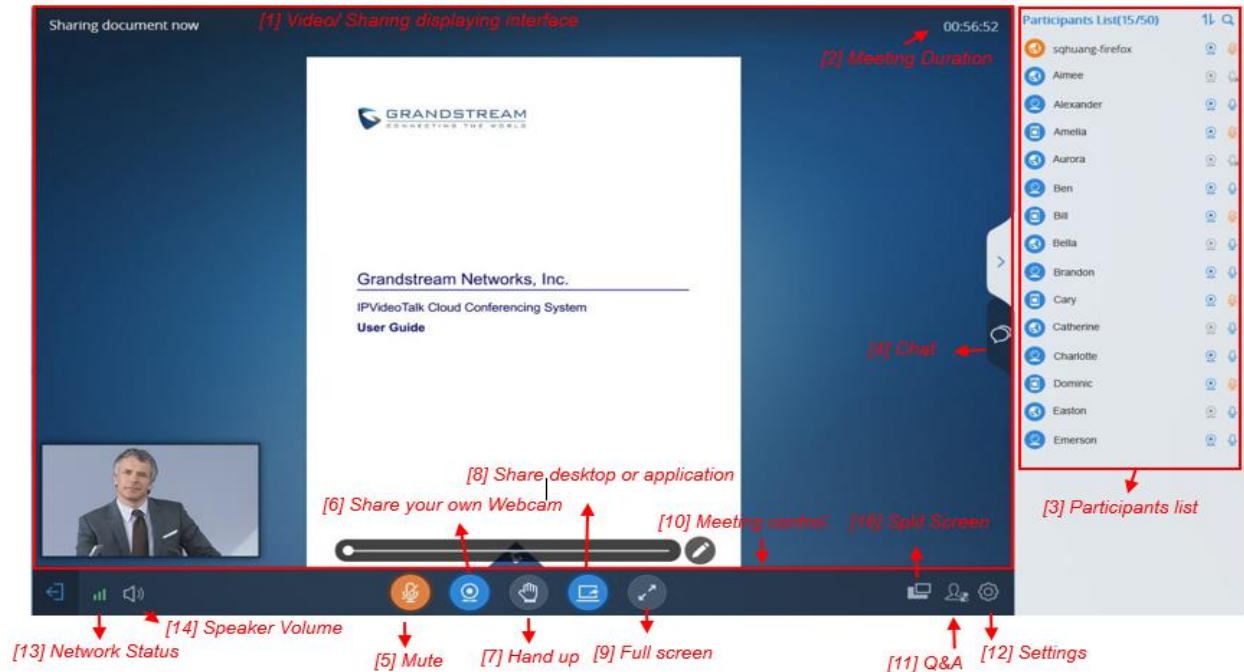 Sharing document now
[1] Video/ Sharing displaying interface
00:56:52
[2] Meeting Duration
GRANDSTREAM
CONNECTING THE WORLD
Grandstream Networks, Inc.
IPVideoTalk Cloud Conferencing System
User Guide
[4] Chat
[8] Share desktop or application
[6] Share your own Webcam
[10] Meeting control
[16] Split Screen
[13] Network Status
[14] Speaker Volume
[5] Mute
[7] Hand up
[9] Full screen
[11] Q&A
[12] Settings
Participants List(15/50)
sqhuang-firefox
Aimee
Alexander
Amelia
Aurora
Ben
Bill
Bella
Brandon
Cary
Catherine
Charlotte
Dominic
Easton
Emerson
[3] Participants list